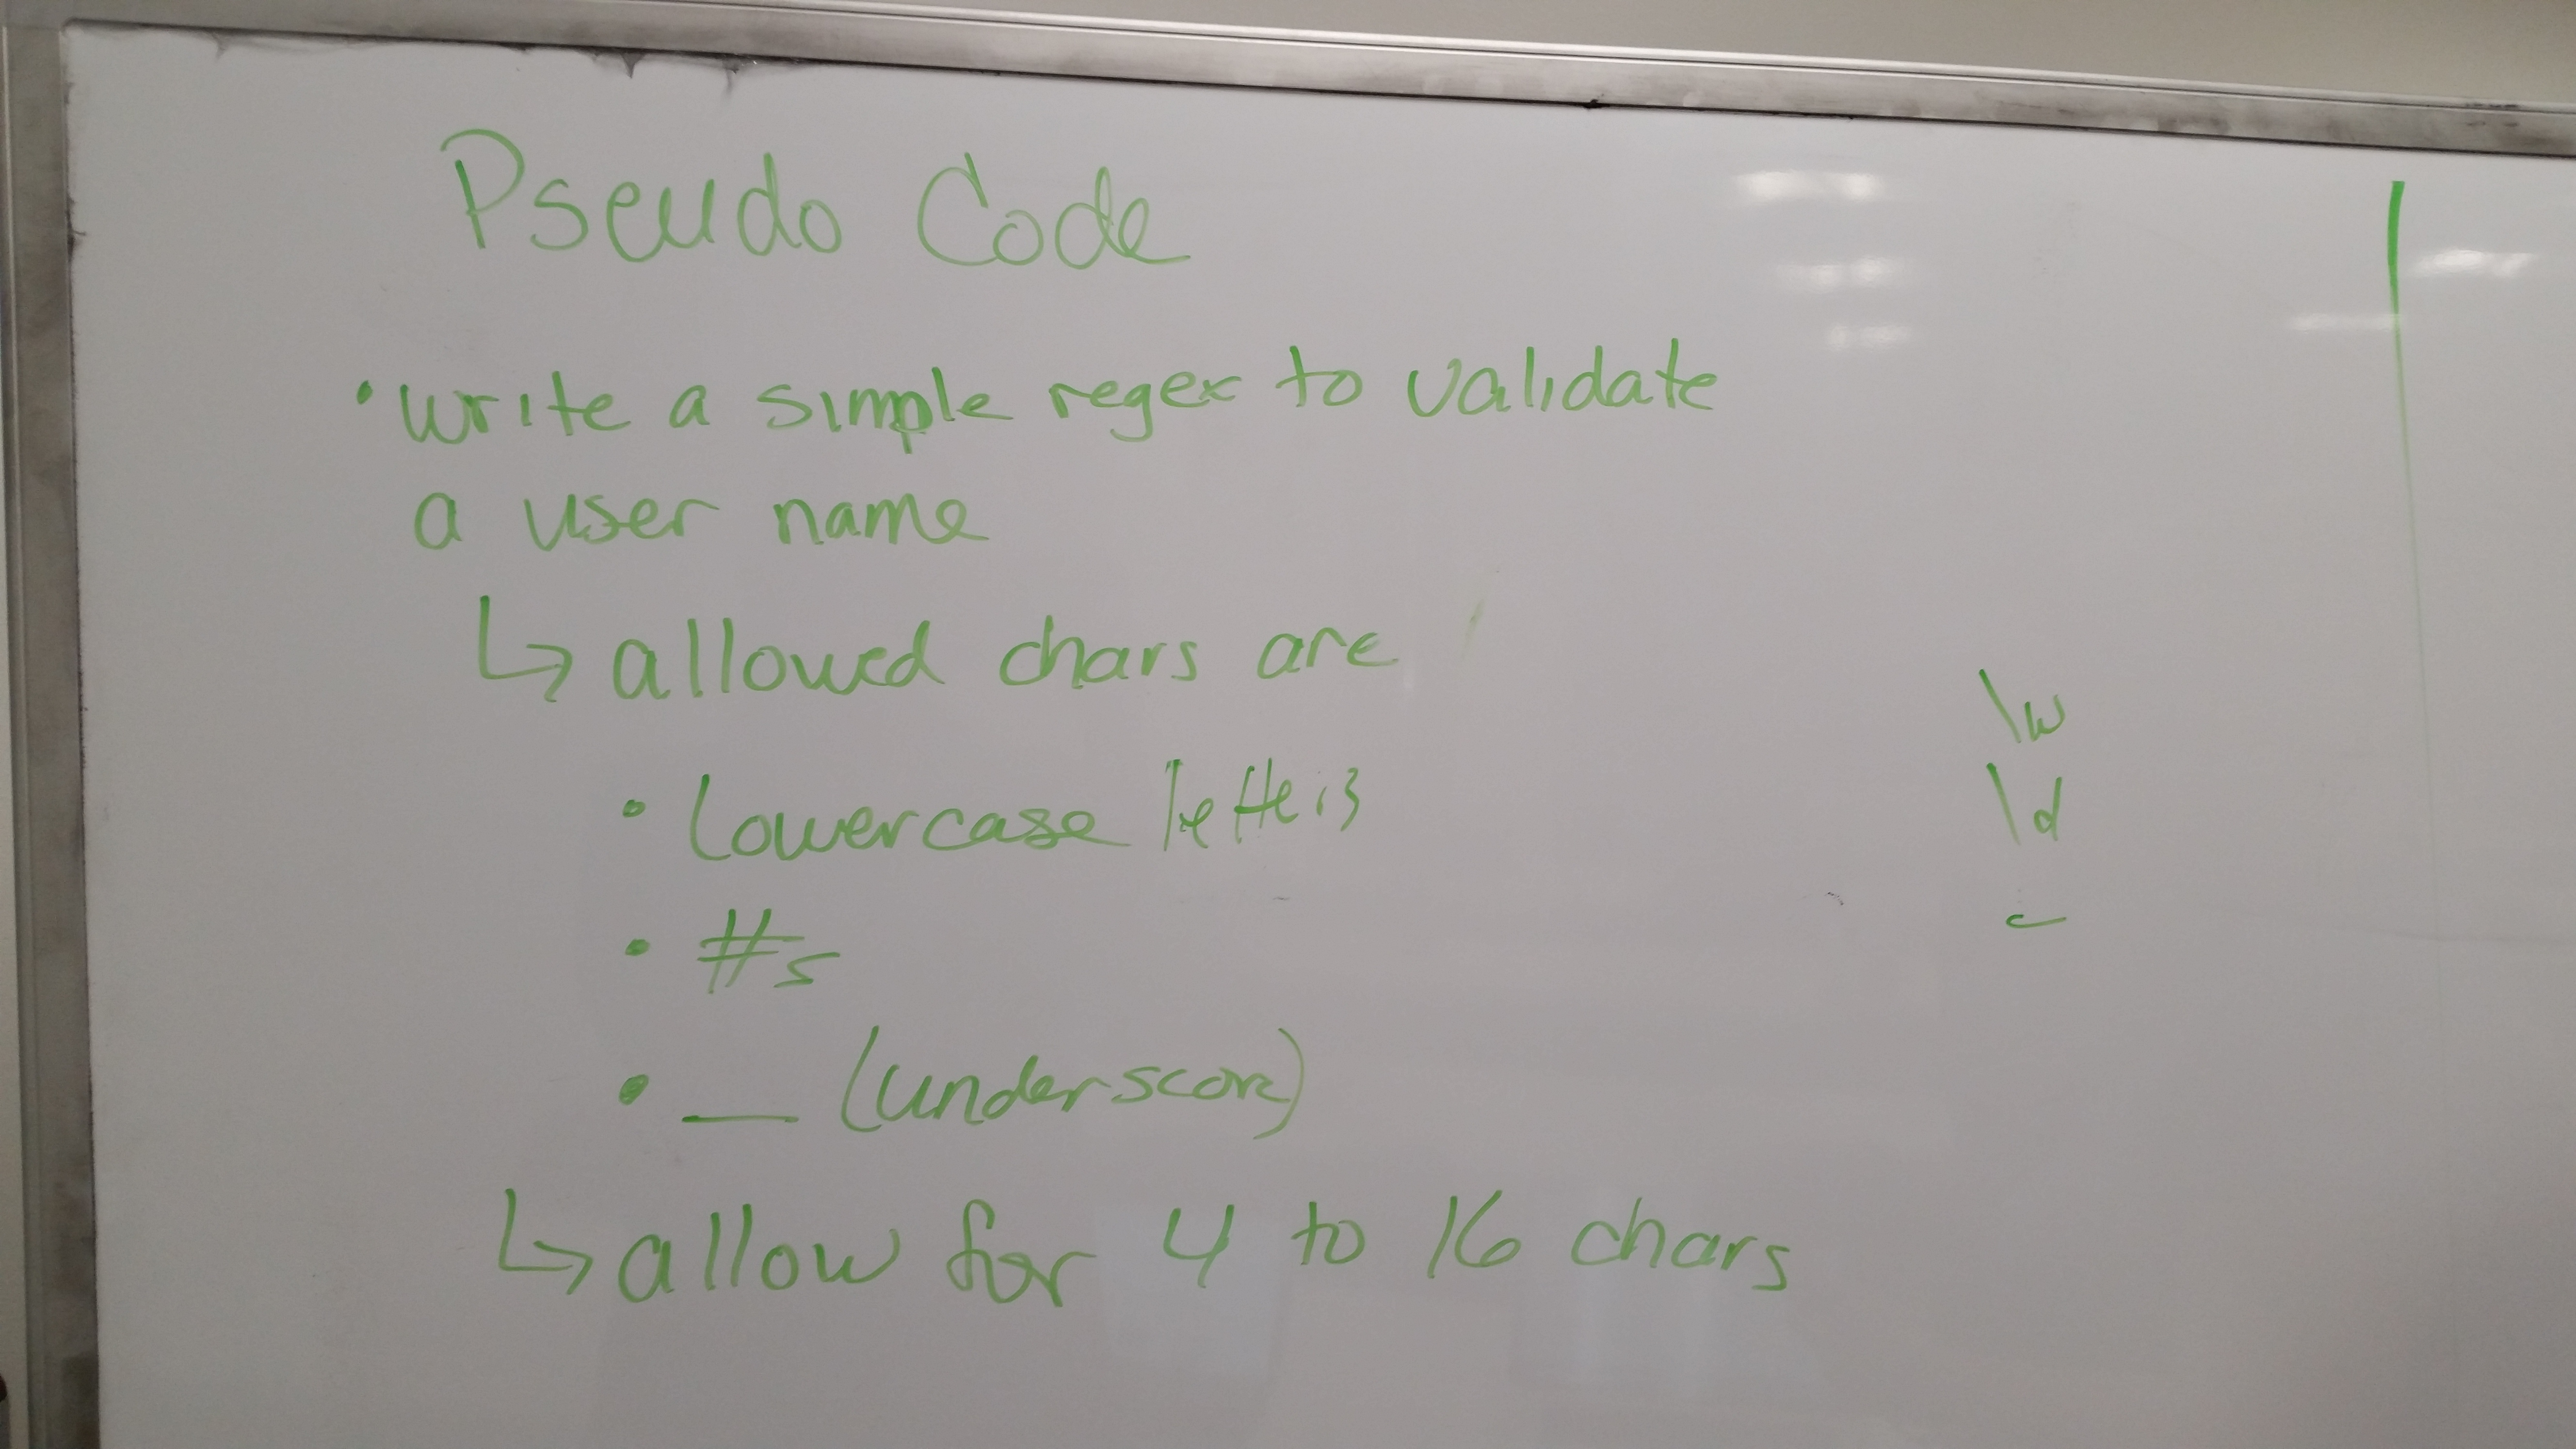 Pseudo Code
• write a simple regex to validate
a user name
↳ allowed chars are
\w
• Lowercase letters
\d
• #s
_
• _ (underscore)
↳ allow for 4 to 16 chars